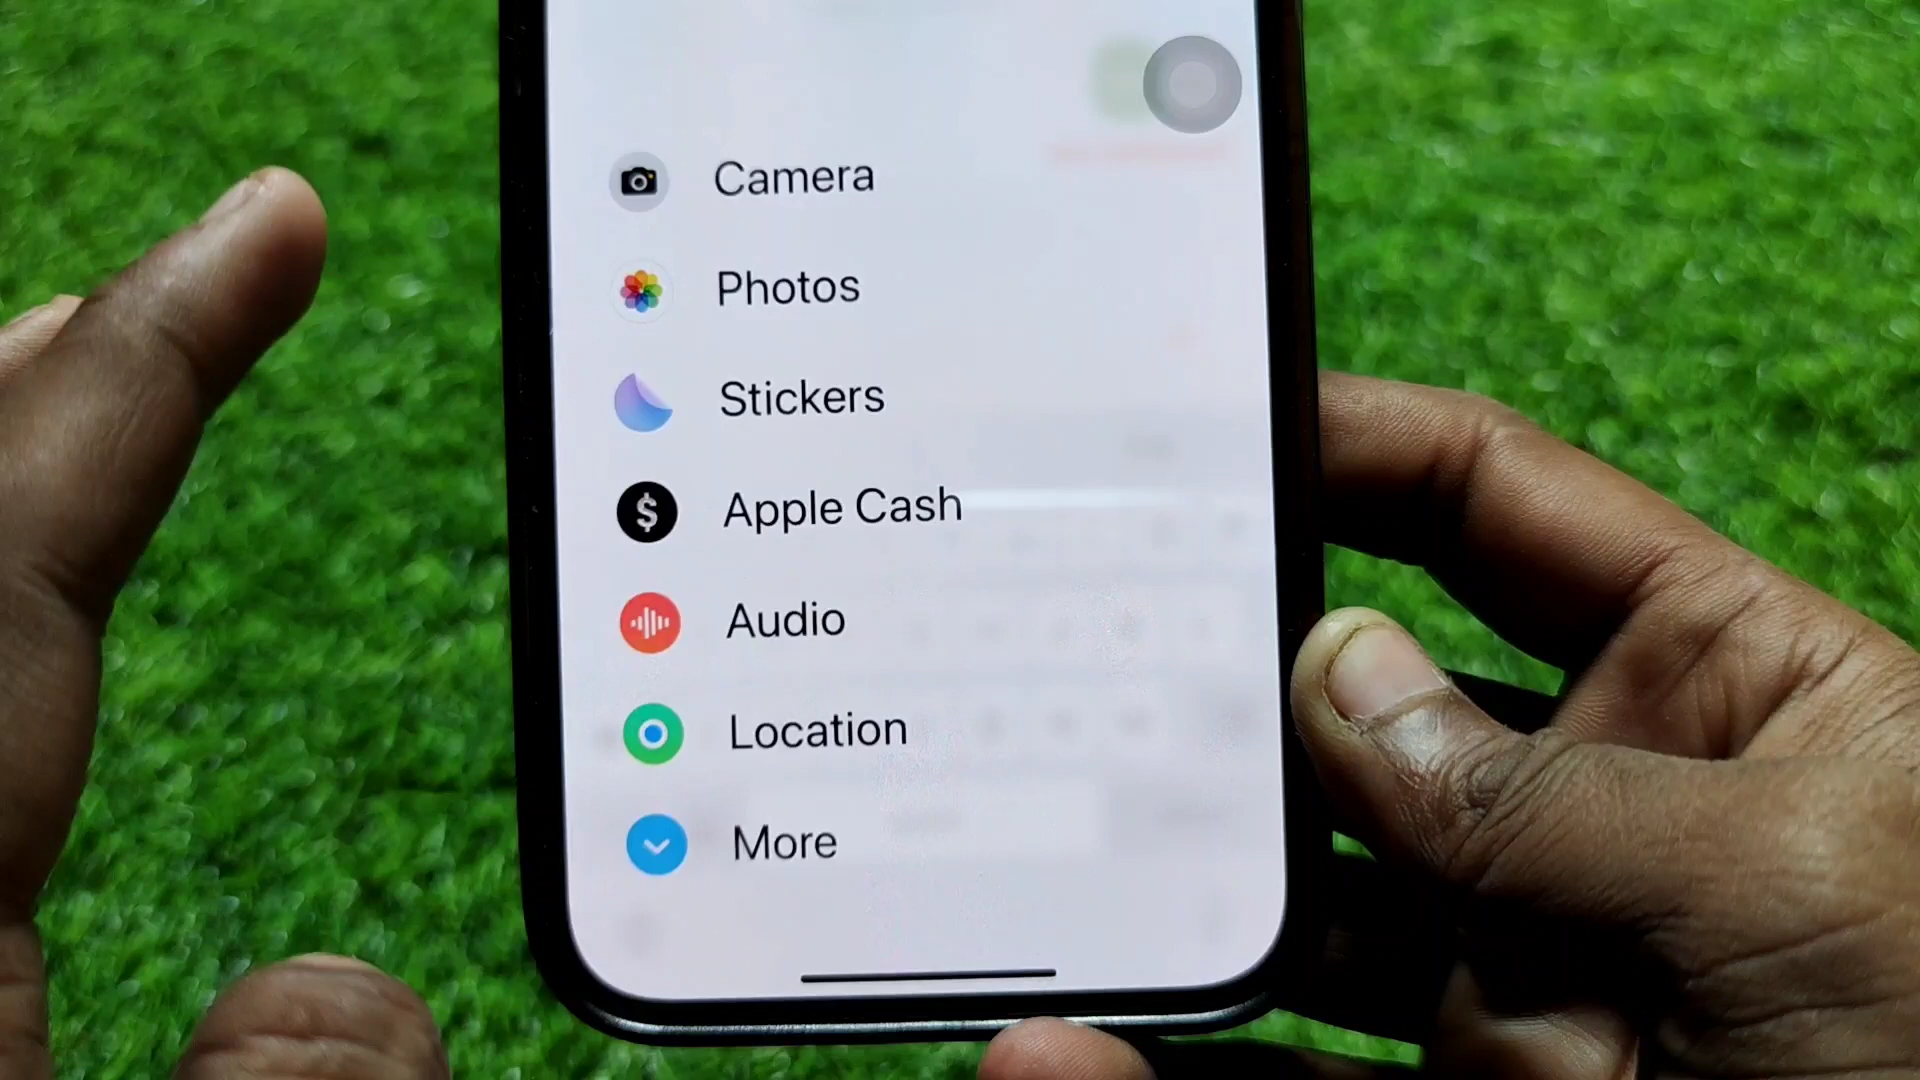 Camera
Photos
Stickers
Apple Cash
Audio
Location
More